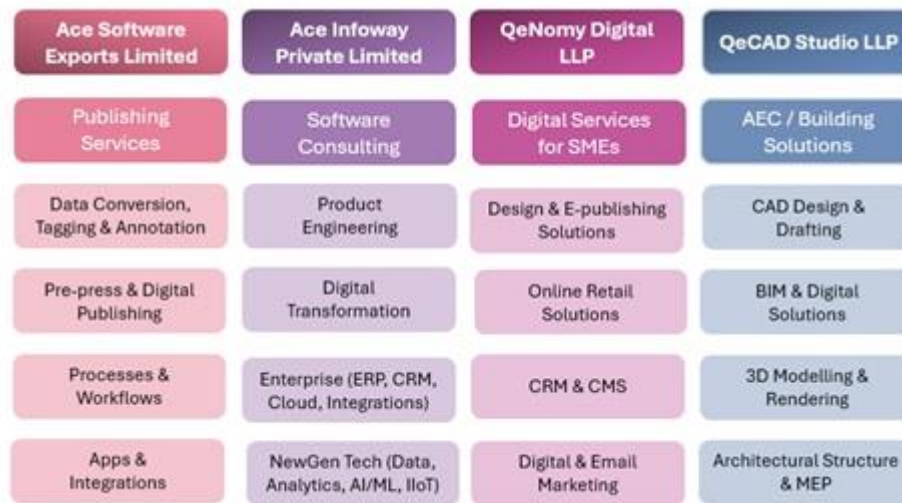 Ace Software
Exports Limited
Publishing
Services
Data Conversion,
Tagging & Annotation
Pre-press & Digital
Publishing
Processes &
Workflows
Apps &
Integrations
Ace Infoway
Private Limited
Software
Consulting
Product
Engineering
Digital
Transformation
Enterprise (ERP, CRM,
Cloud, Integrations)
NewGen Tech (Data,
Analytics, AI/ML, IIoT)
QeNomy Digital
LLP
Digital Services
for SMEs
Design & E-publishing
Solutions
Online Retail
Solutions
CRM & CMS
Digital & Email
Marketing
QeCAD Studio LLP
AEC / Building
Solutions
CAD Design &
Drafting
BIM & Digital
Solutions
3D Modelling &
Rendering
Architectural Structure
& MEP